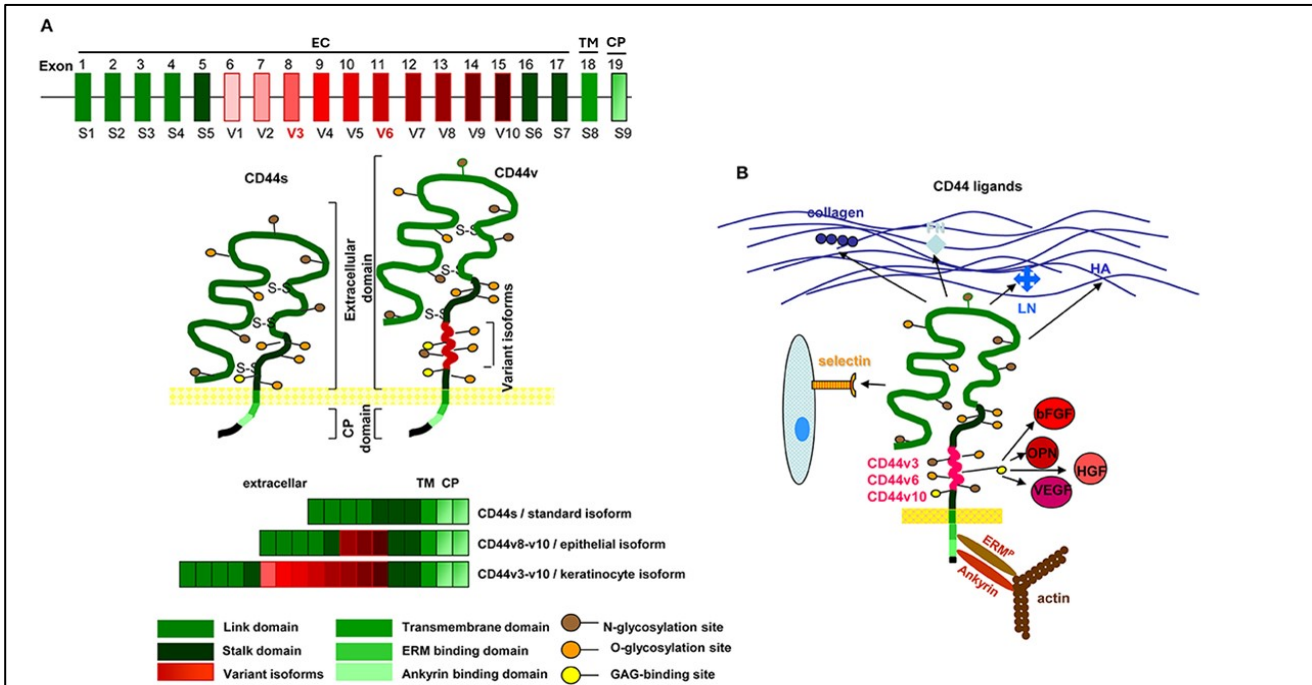 A
EC TM CP
Exon 1 2 3 4 5 6 7 8 9 10 11 12 13 14 15 16 17 18 19
S1 S2 S3 S4 S5 V1 V2 V3 V4 V5 V6 V7 V8 V9 V10 S6 S7 S8 S9
CD44s
CD44v
S-S
S-S
S-S
S-S
S-S
S-S
Extracellular
domain
Variant isoforms
CP
domain
extracellar TM CP
CD44s / standard isoform
CD44v8-v10 / epithelial isoform
CD44v3-v10 / keratinocyte isoform
Link domain
Stalk domain
Variant isoforms
Transmembrane domain
ERM binding domain
Ankyrin binding domain
N-glycosylation site
O-glycosylation site
GAG-binding site
B
CD44 ligands
collagen
FN
HA
LN
selectin
bFGF
OPN
HGF
VEGF
CD44v3
CD44v6
CD44v10
ERMP
Ankyrin
actin